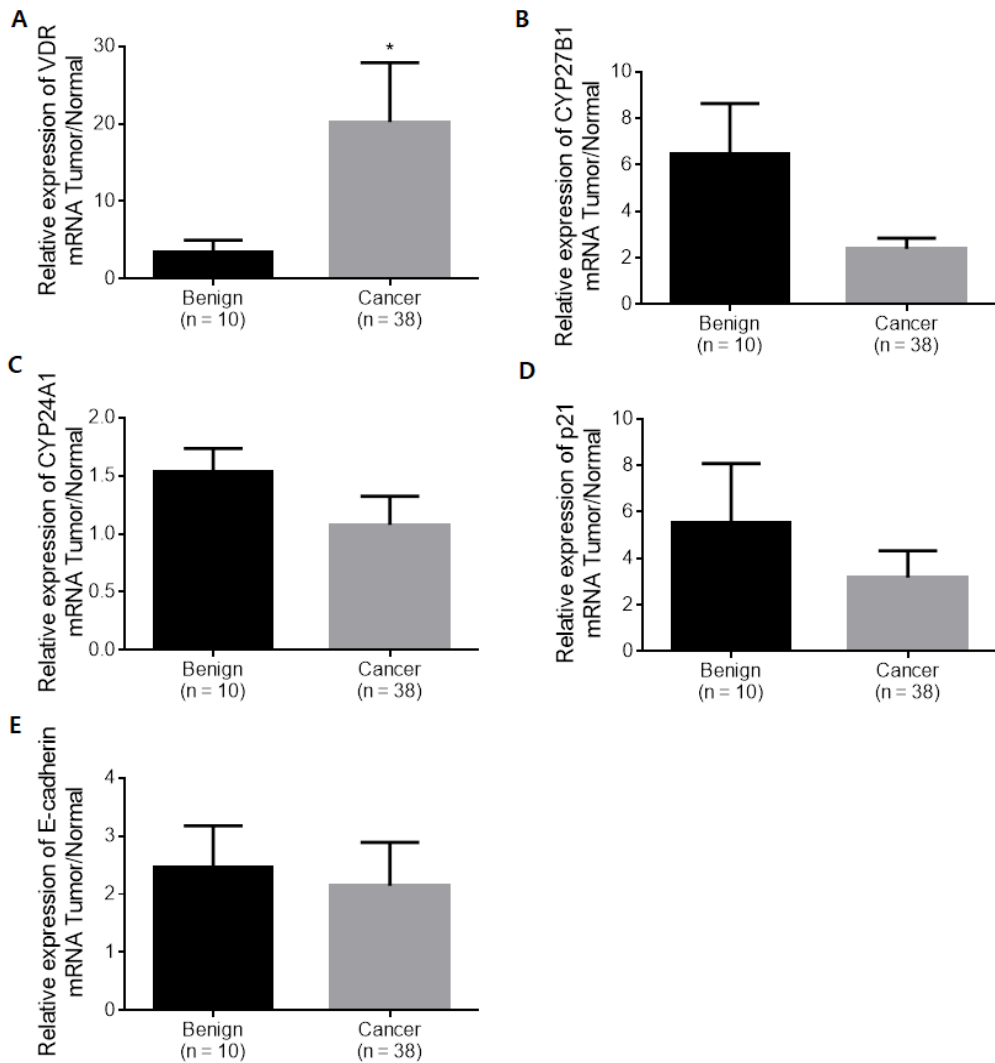 A
Relative expression of VDR
mRNA Tumor/Normal
30
20
10
0
*
Benign
(n = 10)
Cancer
(n = 38)
B
Relative expression of CYP27B1
mRNA Tumor/Normal
10
8
6
4
2
0
Benign
(n = 10)
Cancer
(n = 38)
C
Relative expression of CYP24A1
mRNA Tumor/Normal
2.0
1.5
1.0
0.5
0.0
Benign
(n = 10)
Cancer
(n = 38)
D
Relative expression of p21
mRNA Tumor/Normal
10
8
6
4
2
0
Benign
(n = 10)
Cancer
(n = 38)
E
Relative expression of E-cadherin
mRNA Tumor/Normal
4
3
2
1
0
Benign
(n = 10)
Cancer
(n = 38)